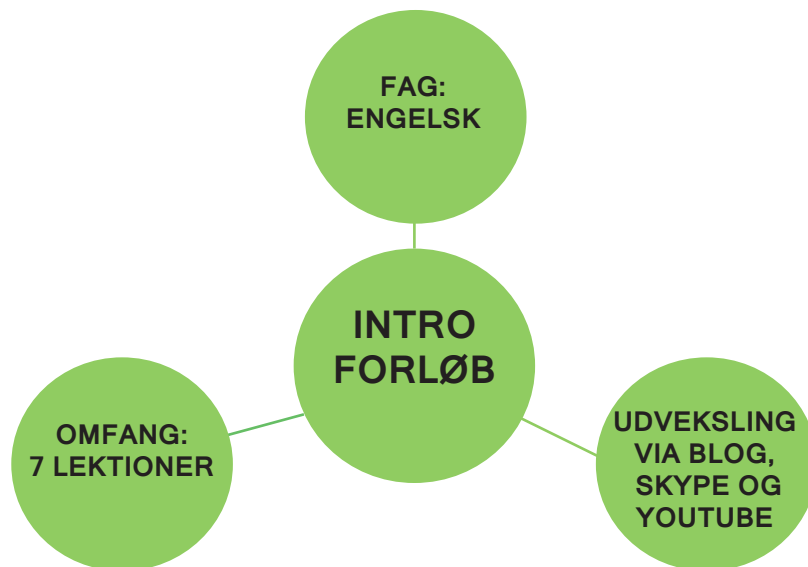 FAG:
ENGELSK
INTRO
FORLØB
OMFANG:
7 LEKTIONER
UDVEKSLING
VIA BLOG,
SKYPE OG
YOUTUBE